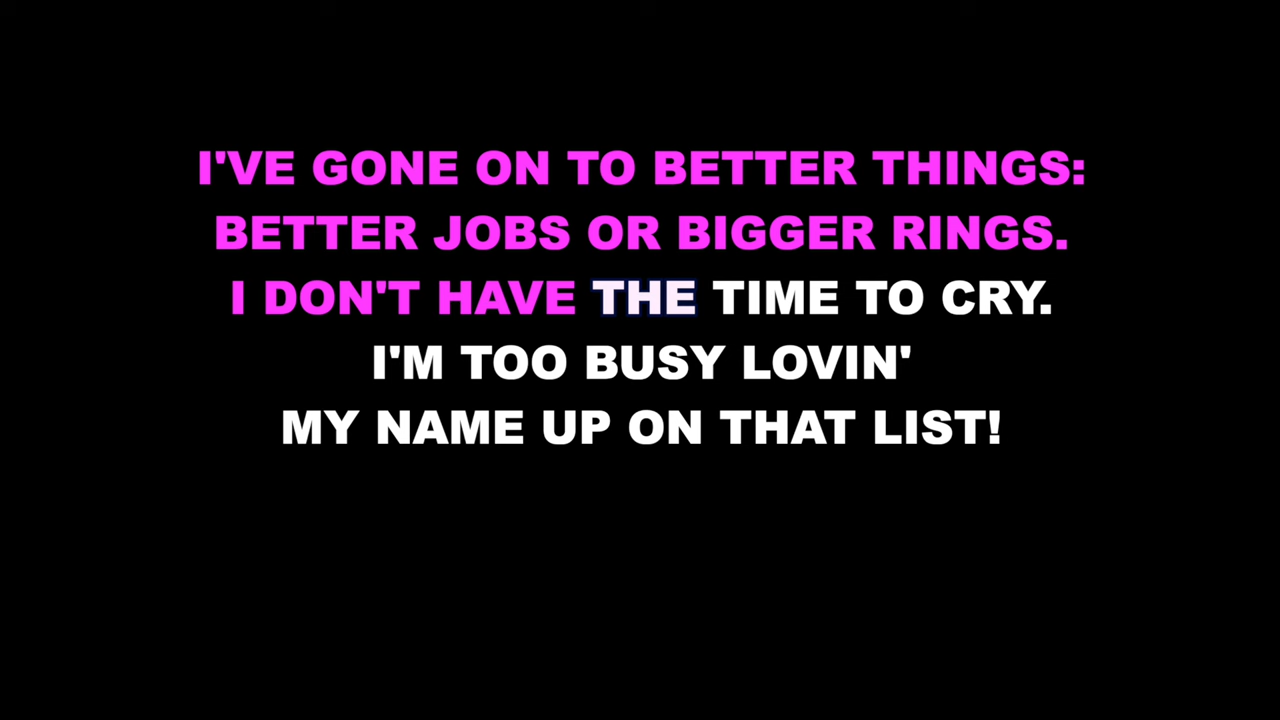 I'VE GONE ON TO BETTER THINGS:
BETTER JOBS OR BIGGER RINGS.
I DON'T HAVE THE TIME TO CRY.
I'M TOO BUSY LOVIN'
MY NAME UP ON THAT LIST!